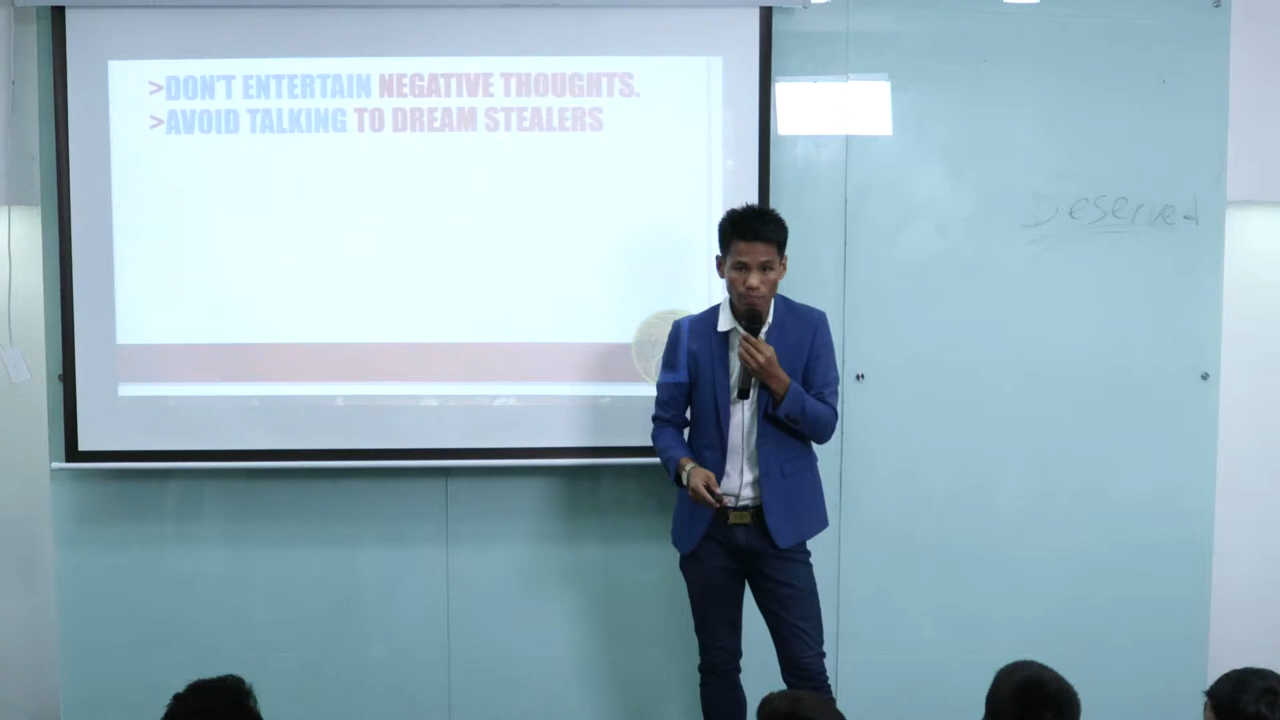 >DON'T ENTERTAIN NEGATIVE THOUGHTS.
>AVOID TALKING TO DREAM STEALERS
Deserved